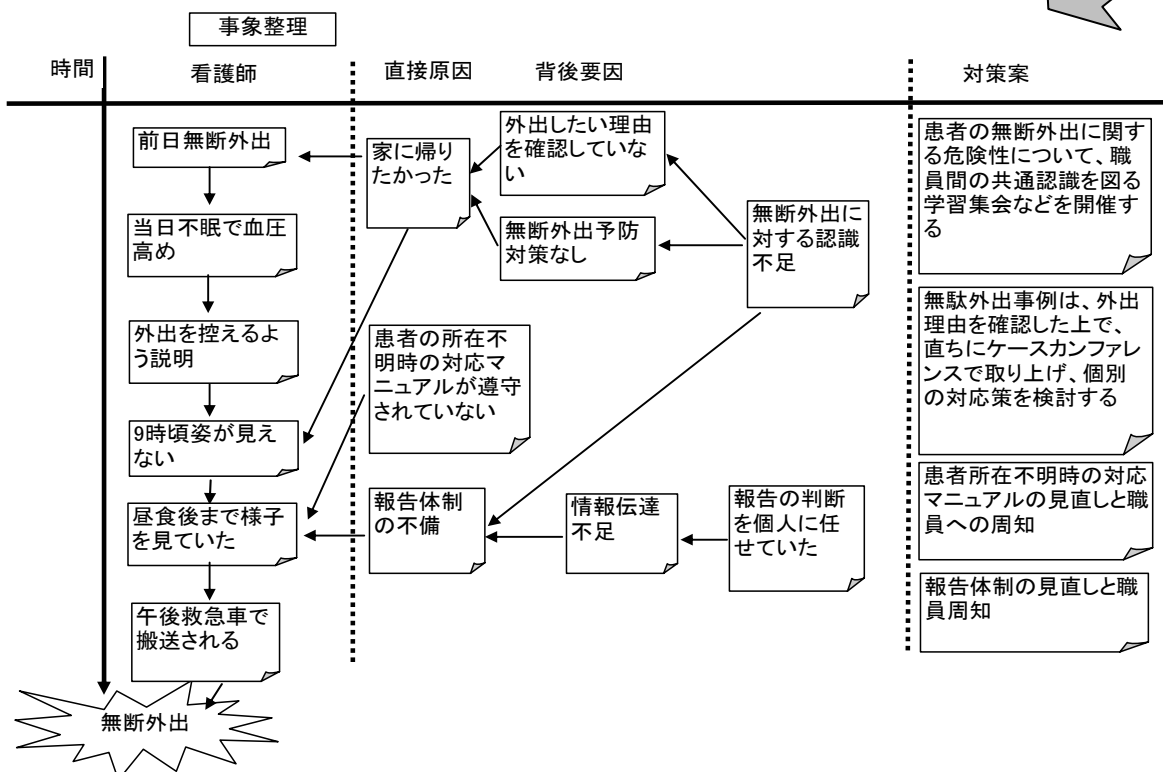 事象整理
時間
看護師
直接原因
背後要因
対策案
前日無断外出
当日不眠で血圧
高め
外出を控えるよ
う説明
9時頃姿が見え
ない
昼食後まで様子
を見ていた
午後救急車で
搬送される
無断外出
家に帰り
たかった
患者の所在不
明時の対応マ
ニュアルが遵守
されていない
報告体制
の不備
外出したい理由
を確認していな
い
無断外出予防
対策なし
無断外出に
対する認識
不足
情報伝達
不足
報告の判断
を個人に任
せていた
患者の無断外出に関す
る危険性について、職
員間の共通認識を図る
学習集会などを開催す
る
無駄外出事例は、外出
理由を確認した上で、
直ちにケースカンファレ
ンスで取り上げ、個別
の対応策を検討する
患者所在不明時の対応
マニュアルの見直しと職
員への周知
報告体制の見直しと職
員周知